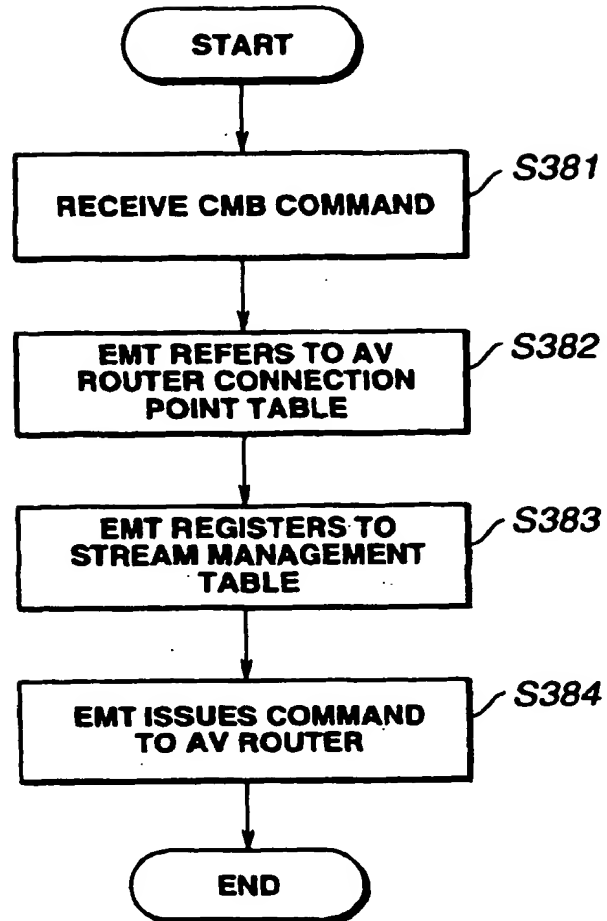 START
RECEIVE CMB COMMAND
S381
EMT REFERS TO AV
ROUTER CONNECTION
POINT TABLE
S382
EMT REGISTERS TO
STREAM MANAGEMENT
TABLE
S383
EMT ISSUES COMMAND
TO AV ROUTER
S384
END